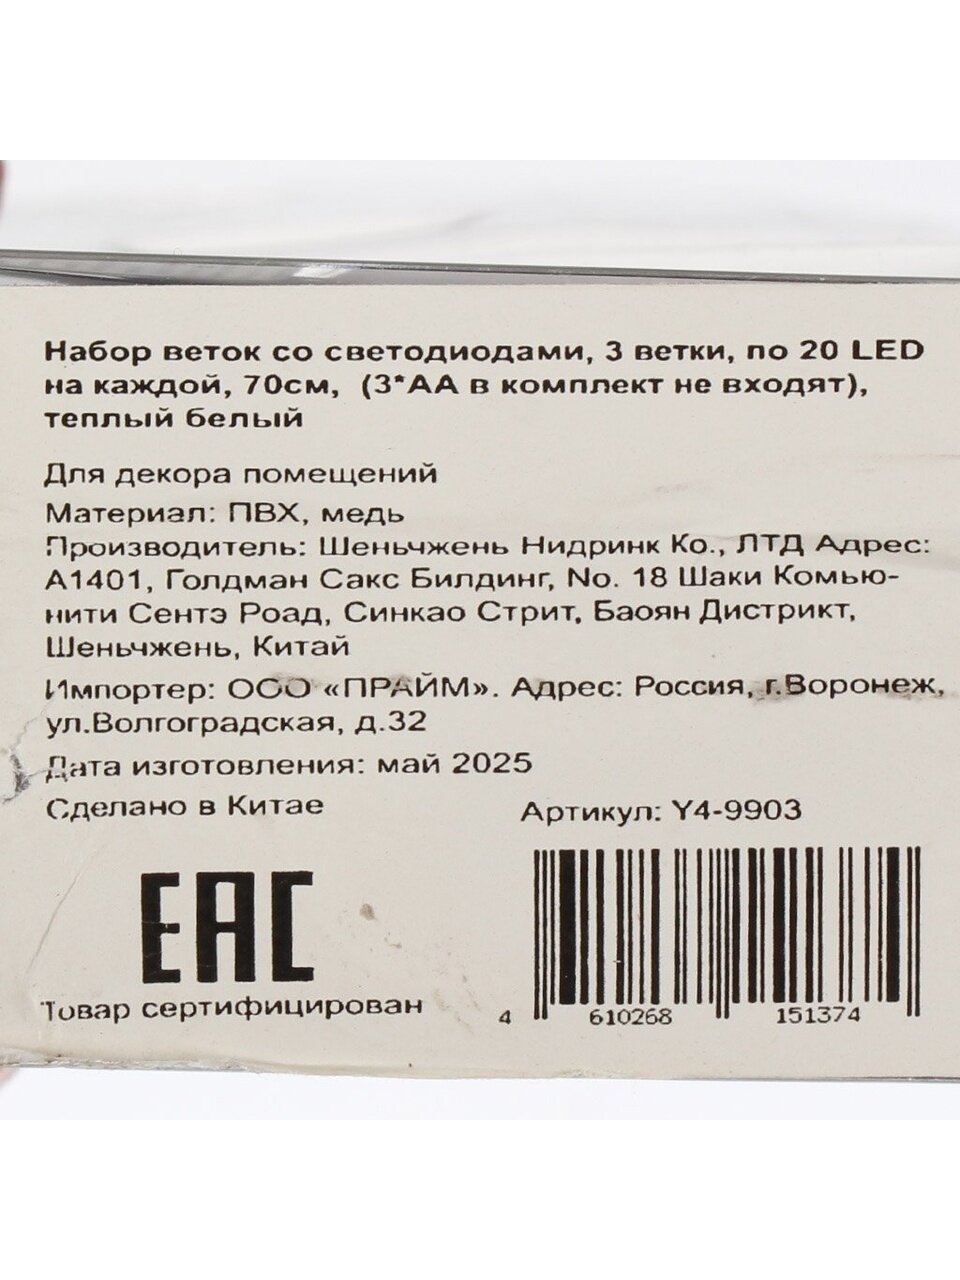 Набор веток со светодиодами, 3 ветки, по 20 LED
на каждой, 70см, (3*АА в комплект не входят),
теплый белый
Для декора помещений
Материал: ПВХ, медь
Производитель: Шеньчжень Нидринк Ко., ЛТД Адрес:
А1401, Голдман Сакс Билдинг, No. 18 Шаки Комью-
нити Сентэ Роад, Синкао Стрит, Баоян Дистрикт,
Шеньчжень, Китай
Импортер: ООО «ПРАЙМ». Адрес: Россия, г.Воронеж,
ул.Волгоградская, д.32
Дата изготовления: май 2025
Сделано в Китае
Артикул: Y4-9903
ЕАС
Товар сертифицирован
4 610268 151374